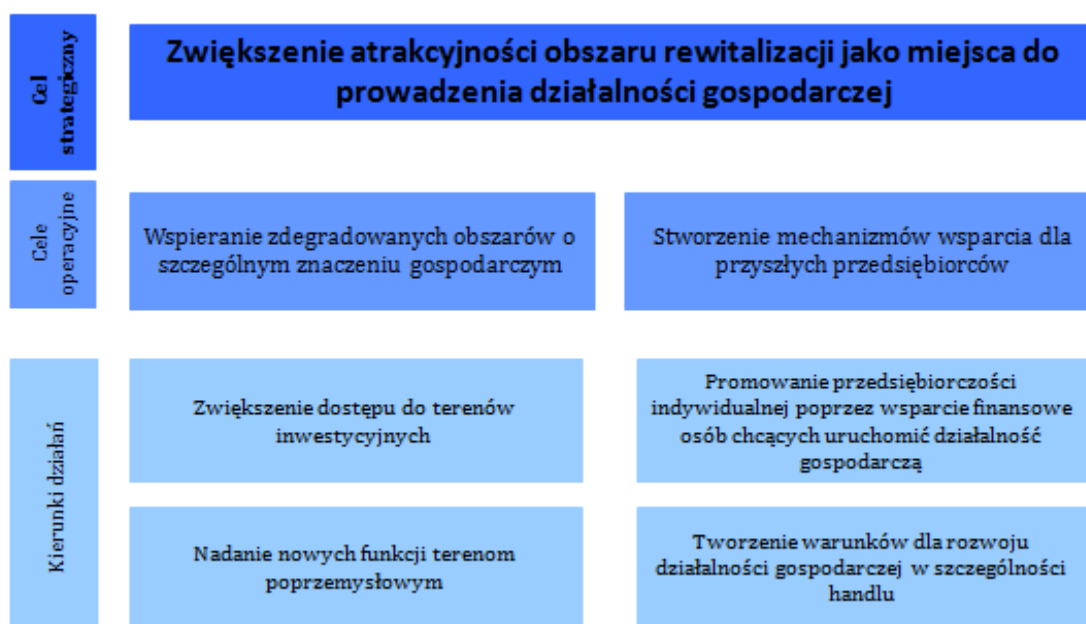 Cel
strategiczny
Zwiększenie atrakcyjności obszaru rewitalizacji jako miejsca do
prowadzenia działalności gospodarczej
Cele
operacyjne
Wspieranie zdegradowanych obszarów o
szczególnym znaczeniu gospodarczym
Stworzenie mechanizmów wsparcia dla
przyszłych przedsiębiorców
Kierunki działań
Zwiększenie dostępu do terenów
inwestycyjnych
Promowanie przedsiębiorczości
indywidualnej poprzez wsparcie finansowe
osób chcących uruchomić działalność
gospodarczą
Nadanie nowych funkcji terenom
poprzemysłowym
Tworzenie warunków dla rozwoju
działalności gospodarczej w szczególności
handlu